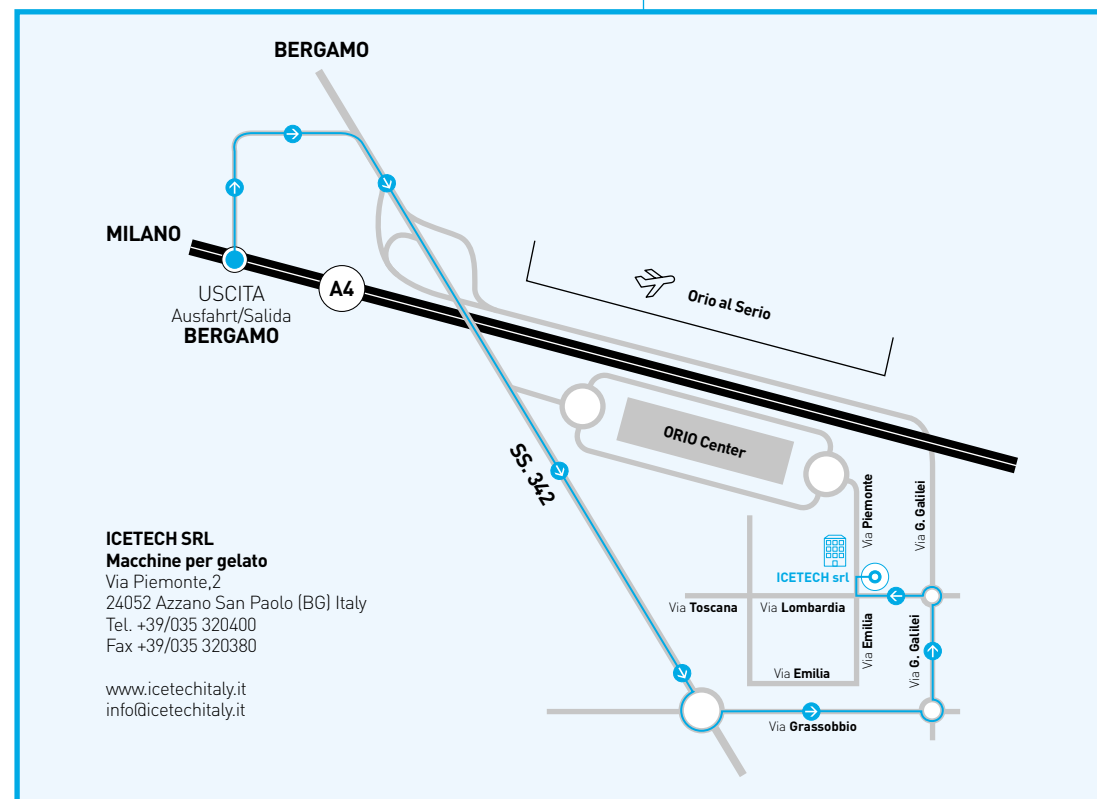 BERGAMO
MILANO
USCITA
Ausfahrt/Salida
BERGAMO
A4
Orio al Serio
ORIO Center
SS. 342
Via Piemonte
Via G. Galilei
ICETECH srl
Via Toscana
Via Lombardia
Via Emilia
Via G. Galilei
Via Emilia
Via Grassobbio
ICETECH SRL
Macchine per gelato
Via Piemonte,2
24052 Azzano San Paolo (BG) Italy
Tel. +39/035 320400
Fax +39/035 320380
www.icetechitaly.it
info@icetechitaly.it